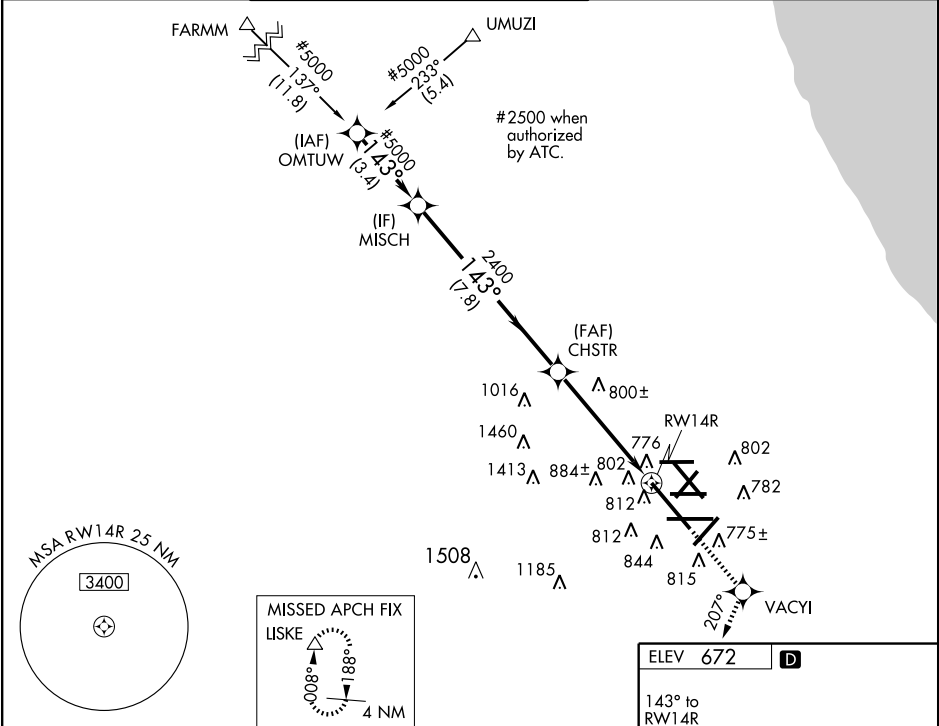 FARMM
UMUZI
#5000
137°
(11.8)
#5000
233°
(5.4)
#2500 when
authorized
by ATC.
(IAF)
OMTUW
#5000
143°
(3.4)
(IF)
MISCH
2400
143°
(7.8)
(FAF)
CHSTR
1016
800±
RW14R
1460
776
802
1413
884±
802
812
782
812
844
775±
815
1508
1185
VACYI
207°
MSA RW14R 25 NM
3400
MISSED APCH FIX
LISKE
008°
188°
4 NM
ELEV 672
D
143° to
RW14R